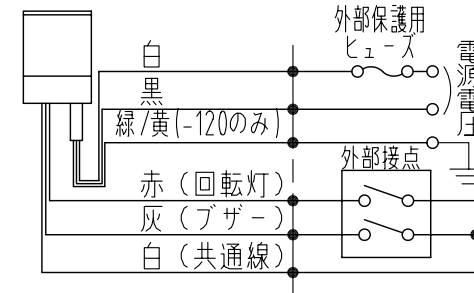 外部保護用
ヒューズ
白
黒
緑/黄(-120のみ)
電源電圧
外部接点
赤(回転灯)
灰(ブザー)
白(共通線)